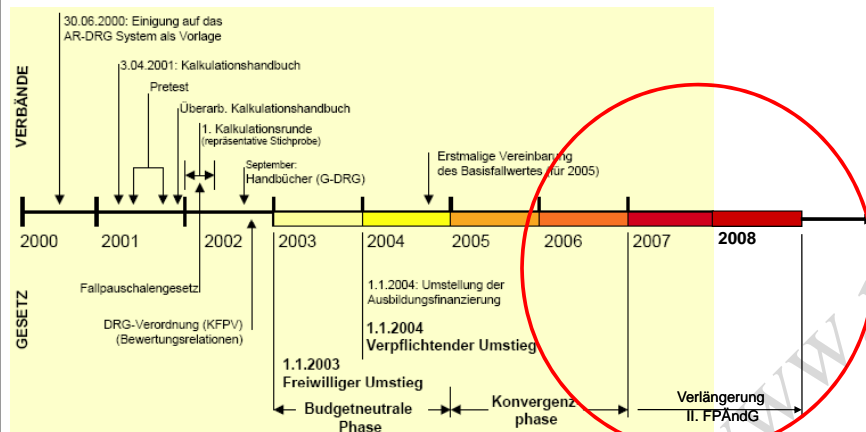 30.06.2000: Einigung auf das
AR-DRG System als Vorlage
3.04.2001: Kalkulationshandbuch
Pretest
Überarb. Kalkulationshandbuch
1. Kalkulationsrunde
(repräsentative Stichprobe)
September:
Handbücher (G-DRG)
Erstmalige Vereinbarung
des Basisfallwertes (für 2005)
VERBÄNDE
2000 2001 2002 2003 2004 2005 2006 2007 2008
GESETZ
Fallpauschalengesetz
DRG-Verordnung (KFPV)
(Bewertungsrelationen)
1.1.2004: Umstellung der
Ausbildungsfinanzierung
1.1.2004
Verpflichtender Umstieg
1.1.2003
Freiwilliger Umstieg
Budgetneutrale
Phase
Konvergenz
phase
Verlängerung
II. FPÄndG
www.